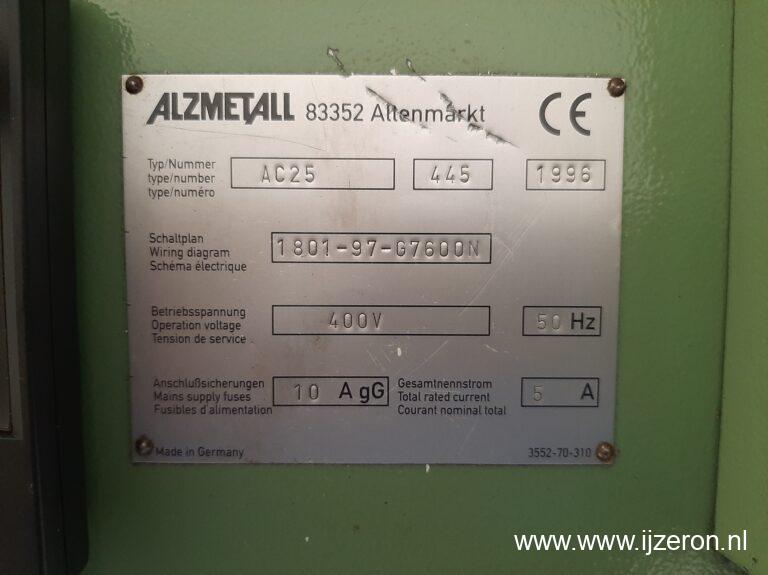 ALZMETALL 83352 Altenmarkt CE
Typ/Nummer
type/number
type/numéro
AC25 445 1996
Schaltplan
Wiring diagram
Schéma électrique
1801-97-G7600N
Betriebsspannung
Operation voltage
Tension de service
400V 50 Hz
Anschlußsicherungen
Mains supply fuses
Fusibles d'alimentation
10 A gG
Gesamtnennstrom
Total rated current
Courant nominal total
5 A
Made in Germany 3552-70-310
www.www.ijzeron.nl